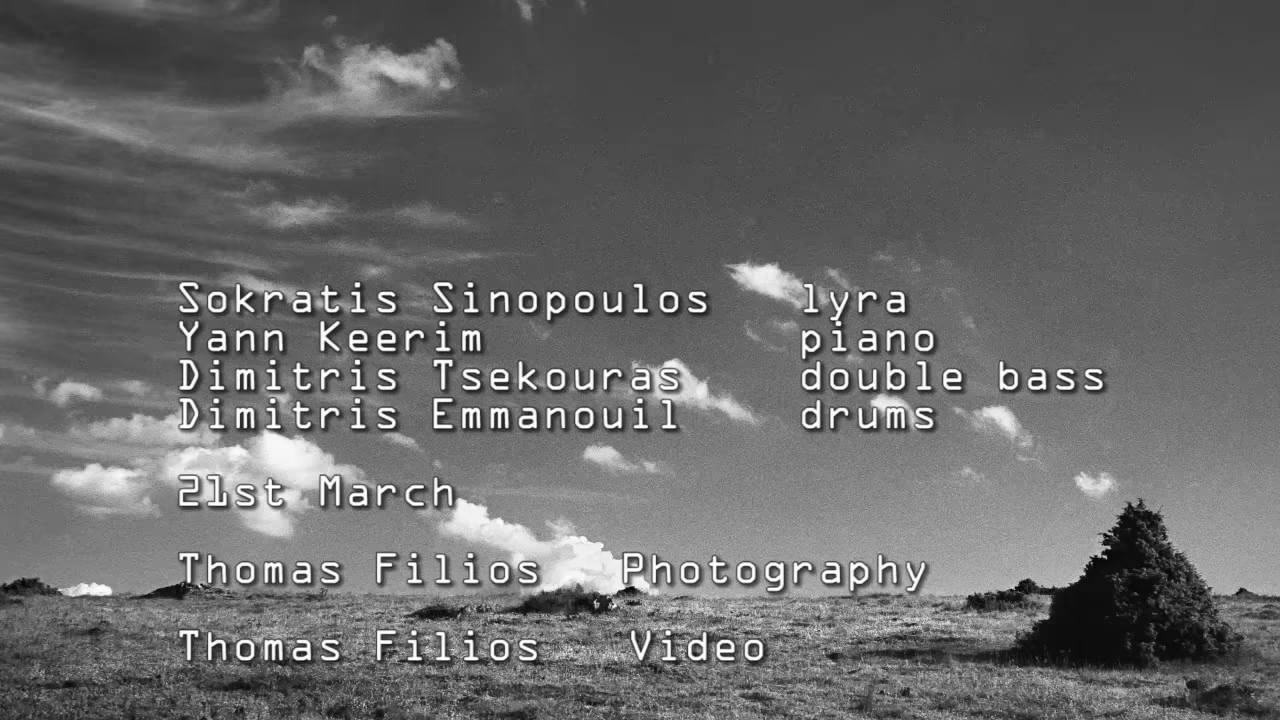 Sokratis Sinopoulos lyra
Yann Keerim piano
Dimitris Tsekouras double bass
Dimitris Emmanouil drums
21st March
Thomas Filios Photography
Thomas Filios Video